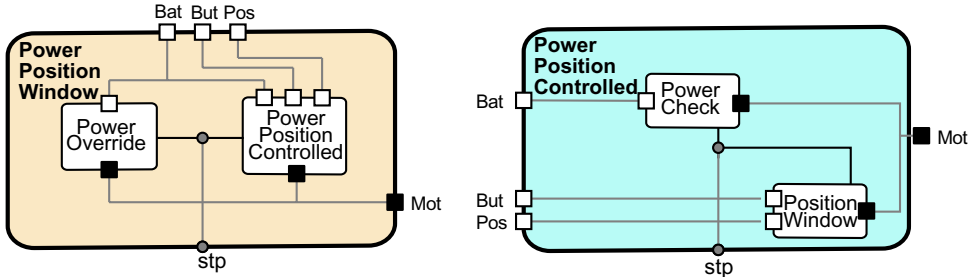 Bat But Pos
Power
Position
Window
Power
Override
Power
Position
Controlled
Mot
stp
Power
Position
Controlled
Bat
Power
Check
Mot
But
Pos
Position
Window
stp